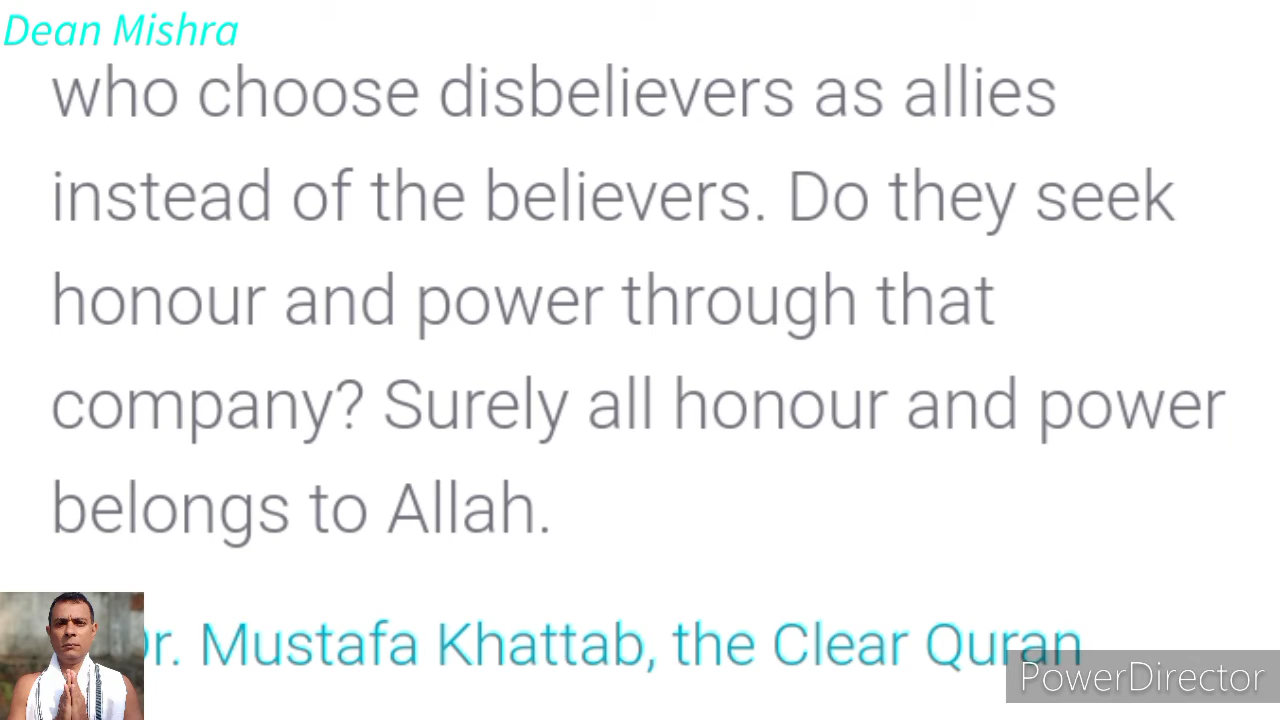 Dean Mishra
who choose disbelievers as allies
instead of the believers. Do they seek
honour and power through that
company? Surely all honour and power
belongs to Allah.
Dr. Mustafa Khattab, the Clear Quran
PowerDirector